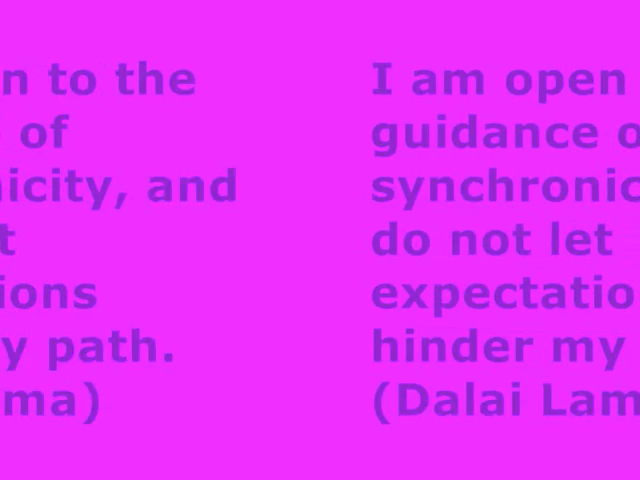 n to the
of
icity, and
t
ions
y path.
ma)
I am open
guidance o
synchronic
do not let
expectatio
hinder my
(Dalai Lam